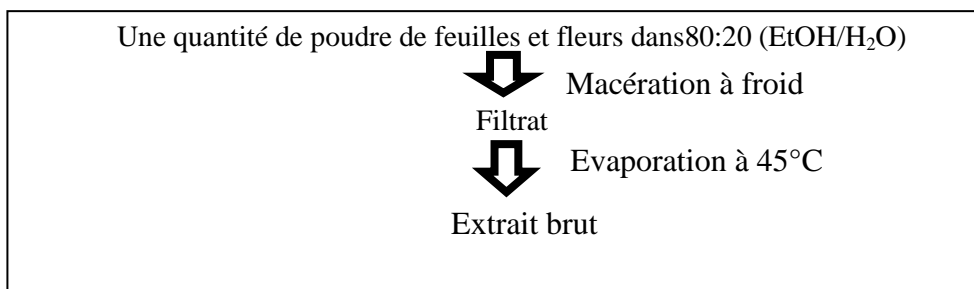 Une quantité de poudre de feuilles et fleurs dans80:20 (EtOH/H₂O)
Macération à froid
Filtrat
Evaporation à 45°C
Extrait brut